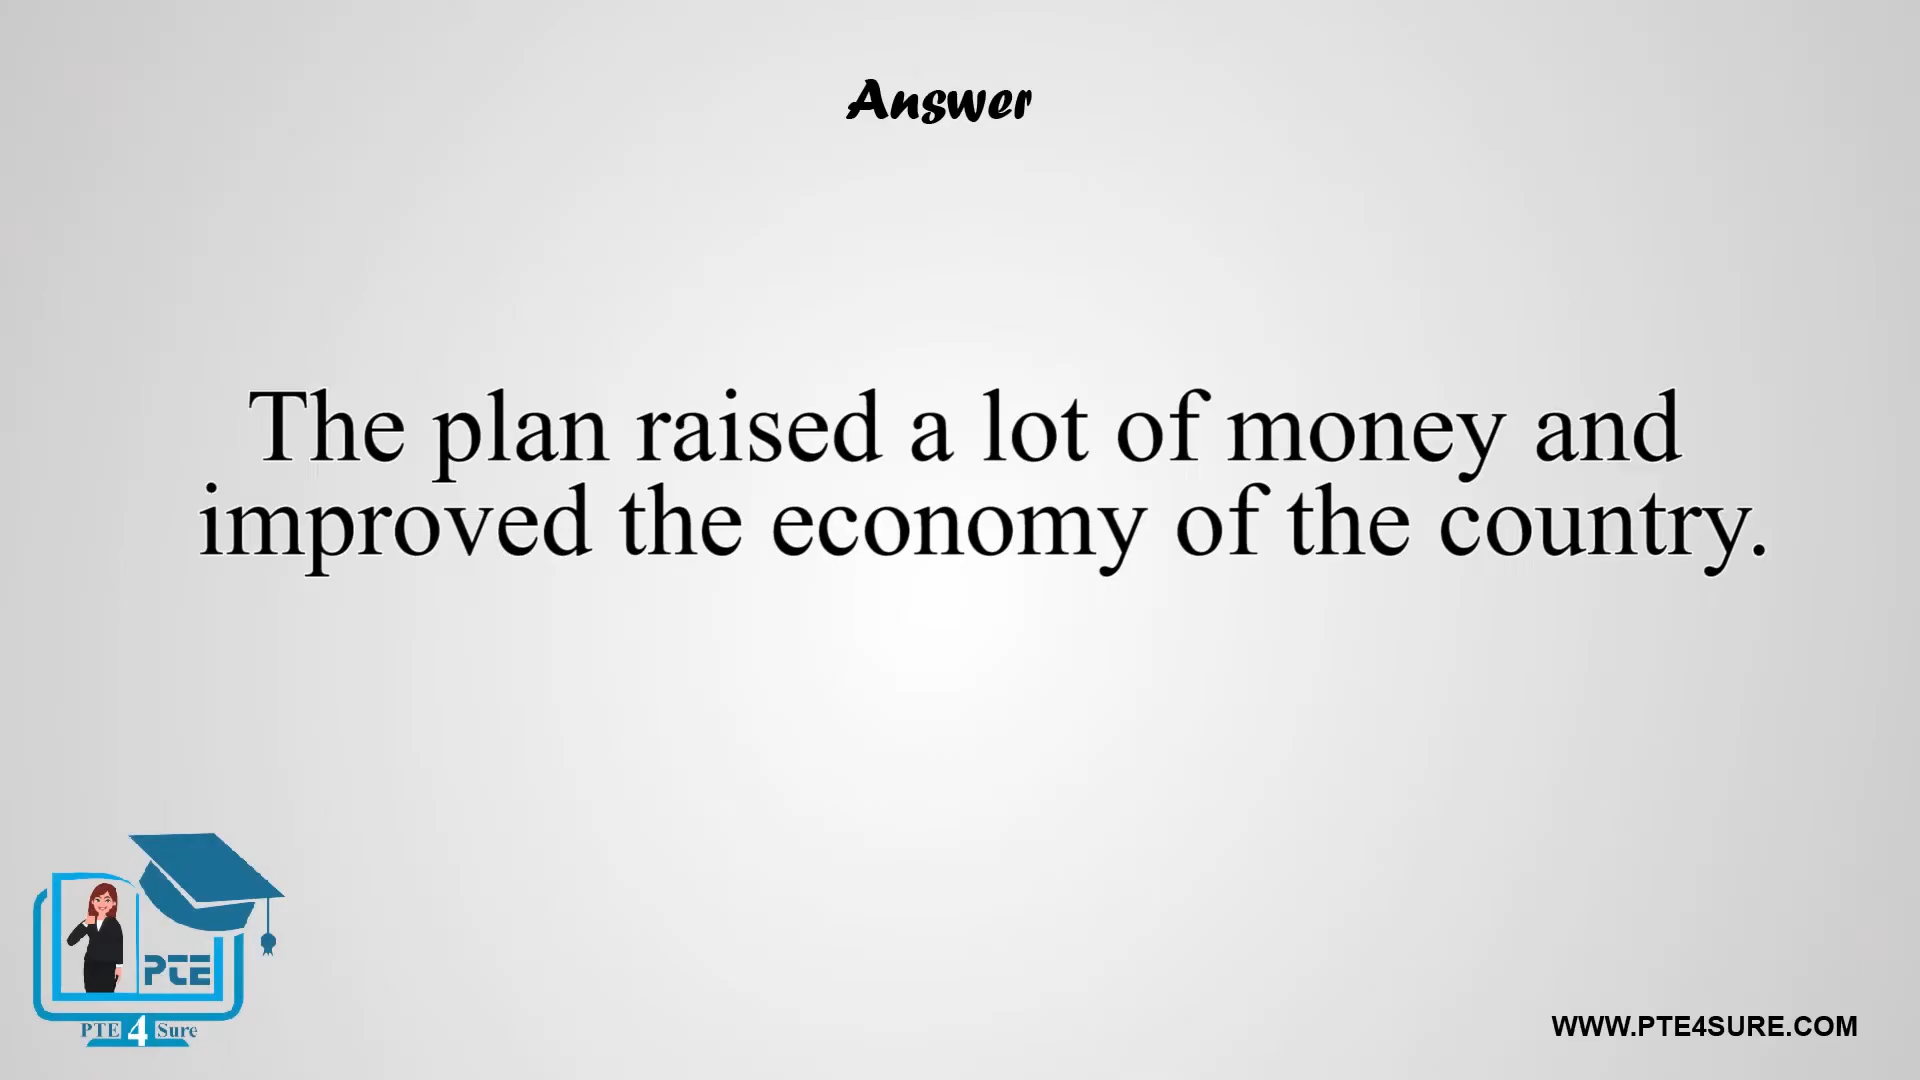 Answer
The plan raised a lot of money and
improved the economy of the country.
PTE
PTE 4 Sure
WWW.PTE4SURE.COM